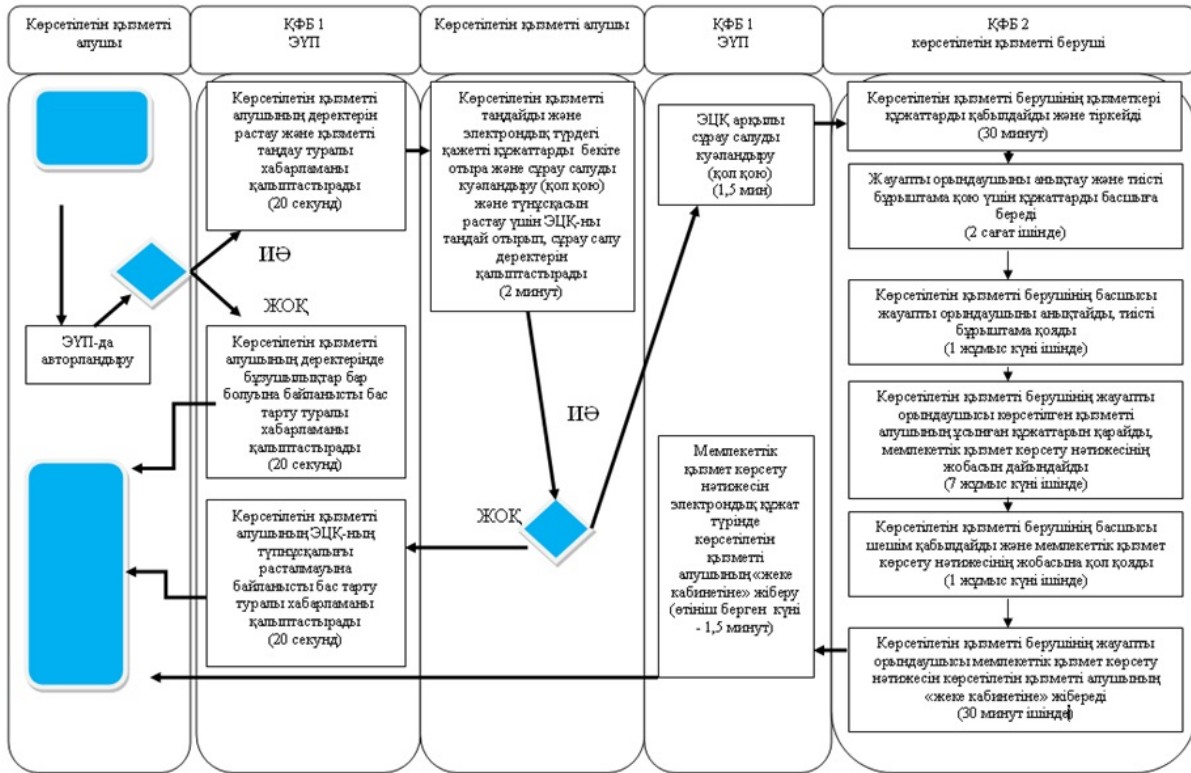 Көрсетілетін қызметті
алушы
ҚФБ 1
ЭҮП
Көрсетілетін қызметті алушы
ҚФБ 1
ЭҮП
ҚФБ 2
көрсетілетін қызметті беруші
ЭҮП-да
авторландыру
Көрсетілетін қызметті
алушының деректерін
растау және қызметті
таңдау туралы
хабарламаны
қалыптастырады
(20 секунд)
ИӘ
ЖОҚ
Көрсетілетін қызметті
алушының деректерінде
бұзушылықтар бар
болуына байланысты бас
тарту туралы
хабарламаны
қалыптастырады
(20 секунд)
Көрсетілетін қызметті
алушының ЭЦК-ның
түпнұсқалығы
расталмауына
байланысты бас тарту
туралы хабарламаны
қалыптастырады
(20 секунд)
Көрсетілетін қызметті
таңдайды және
электрондық түрдегі
қажетті құжаттарды бекіте
отыра және сұрау салуды
куәландыру (қол қою)
және түнұсқасын
растау үшін ЭЦК-ны
таңдай отырып, сұрау салу
деректерін
қалыптастырады
(2 минут)
ИӘ
ЖОҚ
ЭЦК арқылы
сұрау салуды
куәландыру
(қол қою)
(1,5 мин)
Мемлекеттік
қызмет көрсету
нәтижесін
электрондық құжат
түрінде
көрсетілетін
қызметті
алушының «жеке
кабинетіне» жіберу
(өтініш берген күні
- 1,5 минут)
Көрсетілетін қызметті берушінің қызметкері
құжаттарды қабылдайды және тіркейді
(30 минут)
Жауапты орындаушыны анықтау және тиісті
бұрыштама қою үшін құжаттарды басшыға
береді
(2 сағат ішінде)
Көрсетілетін қызметті берушінің басшысы
жауапты орындаушыны анықтайды, тиісті
бұрыштама қояды
(1 жұмыс күні ішінде)
Көрсетілетін қызметті берушінің жауапты
орындаушысы көрсетілген қызметті
алушының ұсынған құжаттарын қарайды,
мемлекеттік қызмет көрсету нәтижесінің
жобасын дайындайды
(7 жұмыс күні ішінде)
Көрсетілетін қызметті берушінің басшысы
шешім қабылдайды және мемлекеттік қызмет
көрсету нәтижесінің жобасына қол қояды
(1 жұмыс күні ішінде)
Көрсетілетін қызметті берушінің жауапты
орындаушысы мемлекеттік қызмет көрсету
нәтижесін көрсетілетін қызметті алушының
«жеке кабинетіне» жібереді
(30 минут ішінде)